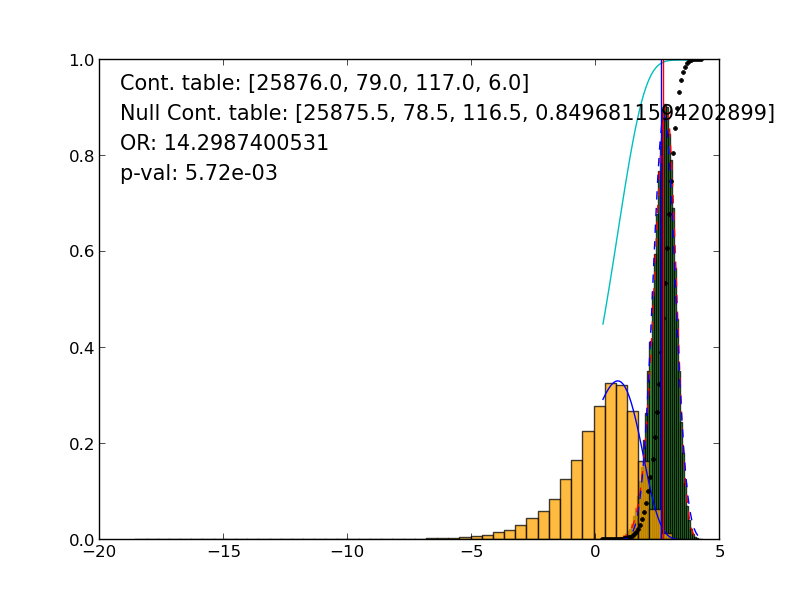 1.0
Cont. table: [25876.0, 79.0, 117.0, 6.0]
Null Cont. table: [25875.5, 78.5, 116.5, 0.8496811594202899]
OR: 14.2987400531
p-val: 5.72e-03
0.8
0.6
0.4
0.2
0.0
−20 −15 −10 −5 0 5